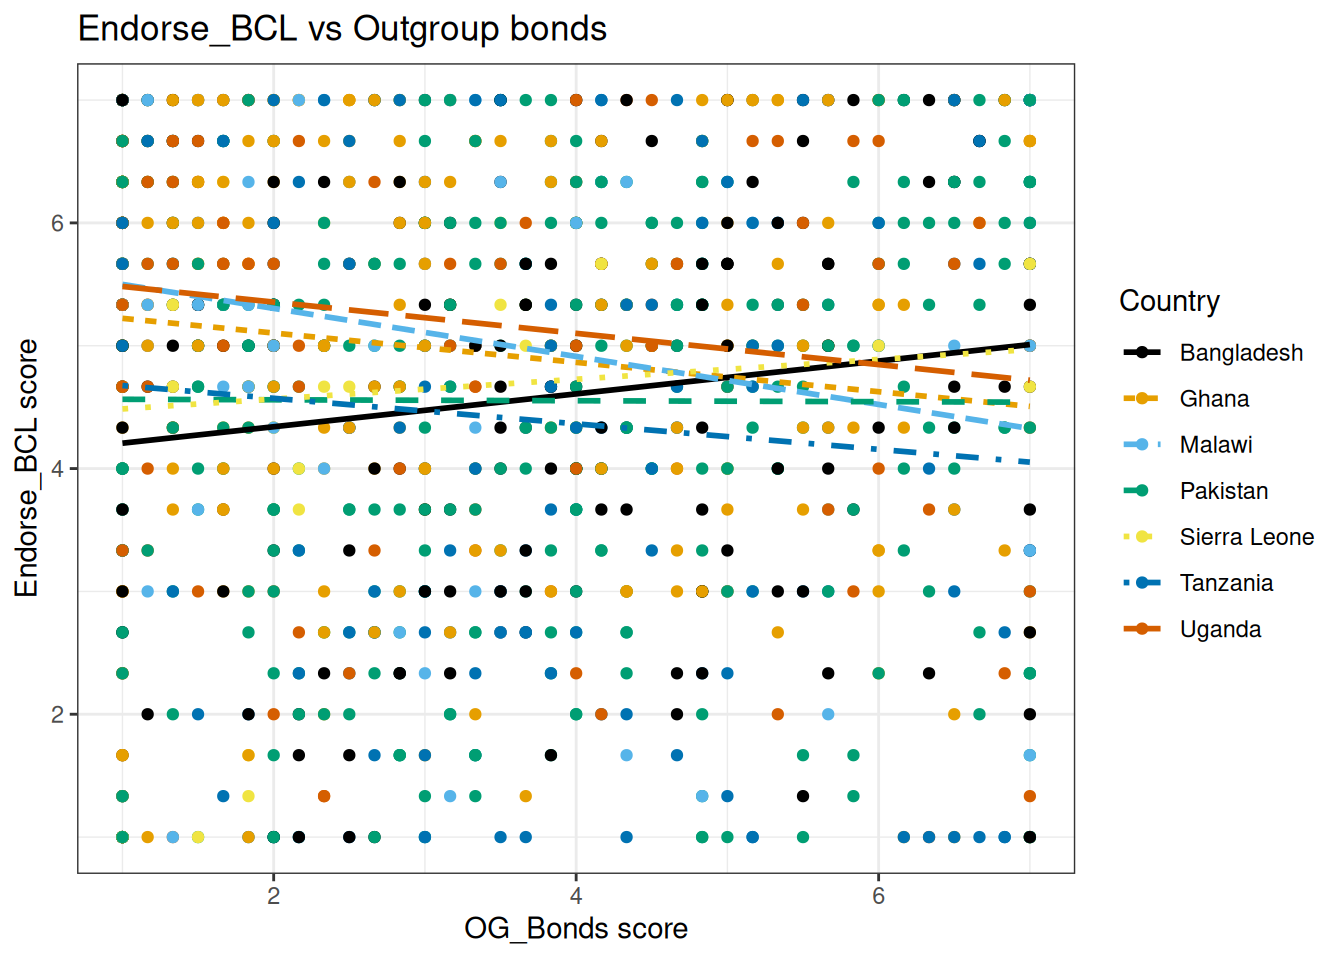 Endorse_BCL vs Outgroup bonds
Endorse_BCL score
6
4
2
2
4
6
OG_Bonds score
Country
Bangladesh
Ghana
Malawi
Pakistan
Sierra Leone
Tanzania
Uganda